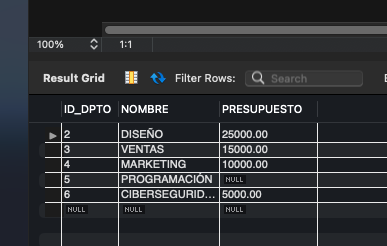 100% 1:1
Result Grid Filter Rows: Search
ID_DPTO NOMBRE PRESUPUESTO
2 DISEÑO 25000.00
3 VENTAS 15000.00
4 MARKETING 10000.00
5 PROGRAMACIÓN NULL
6 CIBERSEGURID... 5000.00
NULL NULL NULL